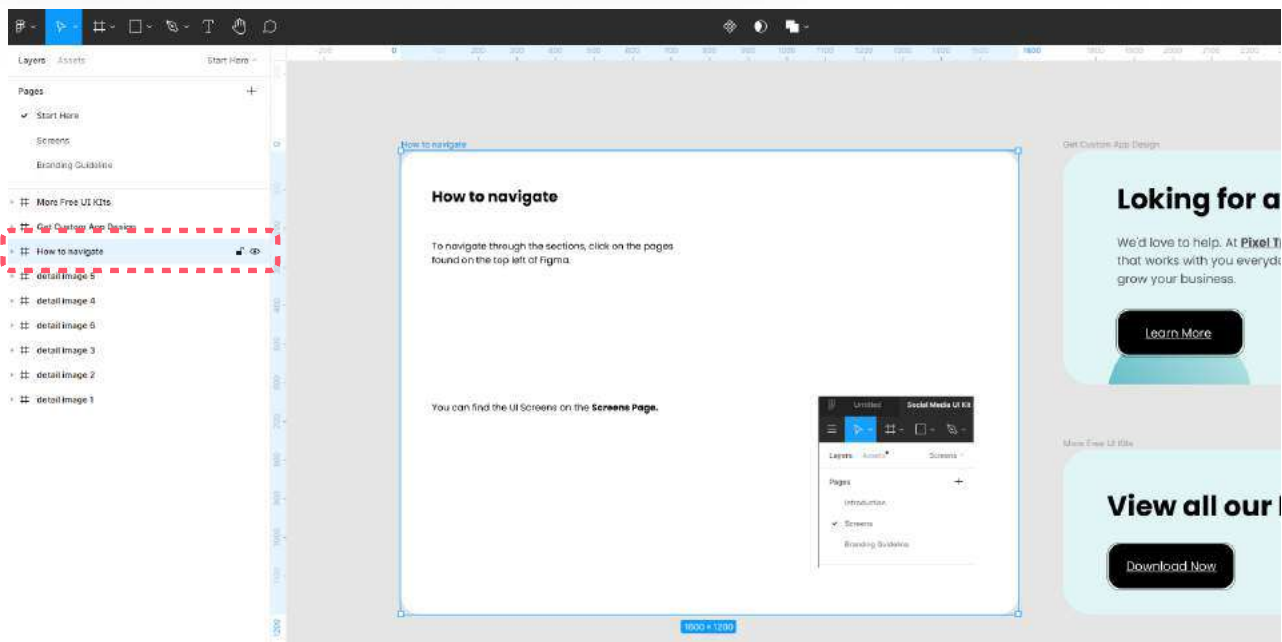 Layers Assets Start Here
Pages
Start Here
Screens
Branding Guideline
More Free UI KIts
Get Custom App Design
How to navigate
detail image 5
detail image 4
detail image 6
detail image 3
detail image 2
detail image 1
0 1600
How to navigate
How to navigate
To navigate through the sections, click on the pages
found on the top left of Figma.
You can find the UI Screens on the Screens Page.
Untitled Social Media UI Kit
Layers Assets Screens
Pages
Introduction
Screens
Branding Guideline
1600 × 1200
Get Custom App Design
Loking for a
We'd love to help. At Pixel
that works with you everyda
grow your business.
Learn More
More Free UI KIts
View all our
Download Now